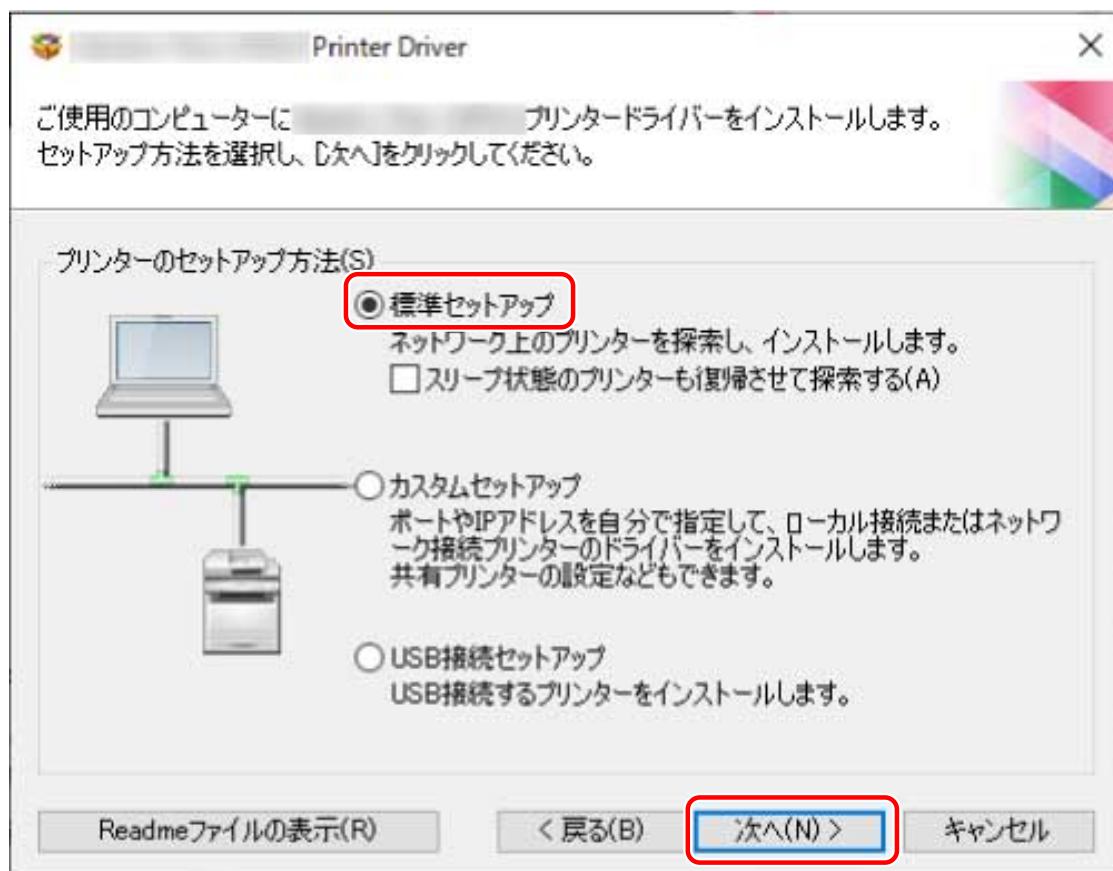 Printer Driver
ご使用のコンピューターに プリンタードライバーをインストールします。
セットアップ方法を選択し、[次へ]をクリックしてください。
プリンターのセットアップ方法(S)
標準セットアップ
ネットワーク上のプリンターを探索し、インストールします。
スリープ状態のプリンターも復帰させて探索する(A)
カスタムセットアップ
ポートやIPアドレスを自分で指定して、ローカル接続またはネットワ
ーク接続プリンターのドライバーをインストールします。
共有プリンターの設定などもできます。
USB接続セットアップ
USB接続するプリンターをインストールします。
Readmeファイルの表示(R)
< 戻る(B)
次へ(N) >
キャンセル